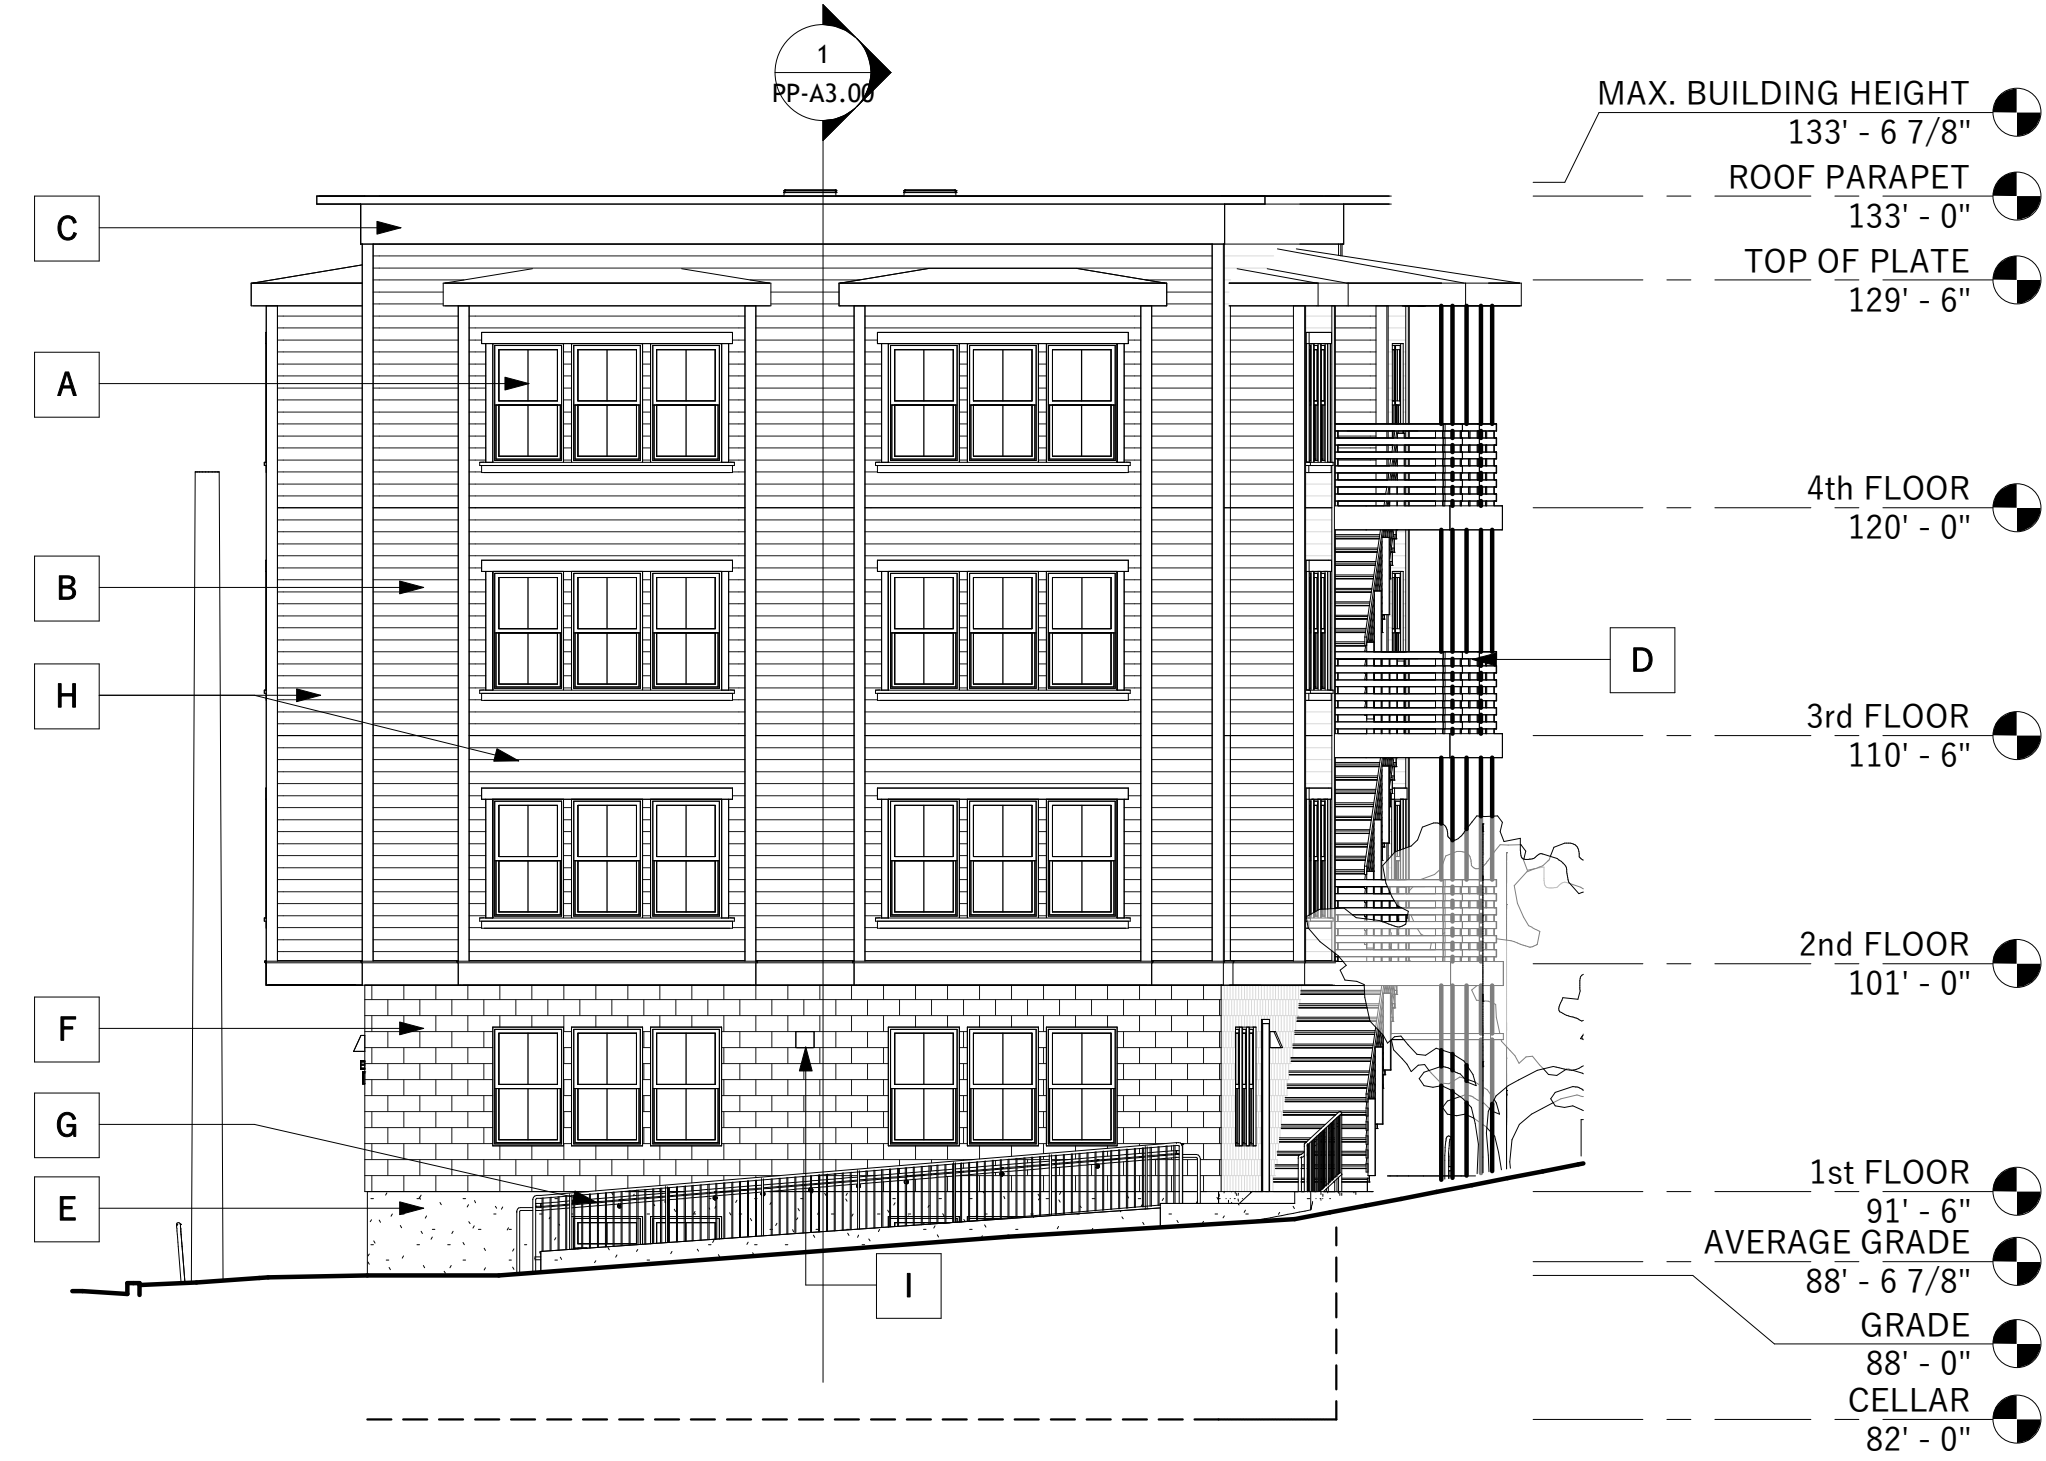 1
PP-A3.00
MAX. BUILDING HEIGHT
133' - 6 7/8"
ROOF PARAPET
133' - 0"
C
TOP OF PLATE
129' - 6"
A
4th FLOOR
120' - 0"
B
D
H
3rd FLOOR
110' - 6"
2nd FLOOR
101' - 0"
F
G
1st FLOOR
91' - 6"
E
AVERAGE GRADE
88' - 6 7/8"
I
GRADE
88' - 0"
CELLAR
82' - 0"